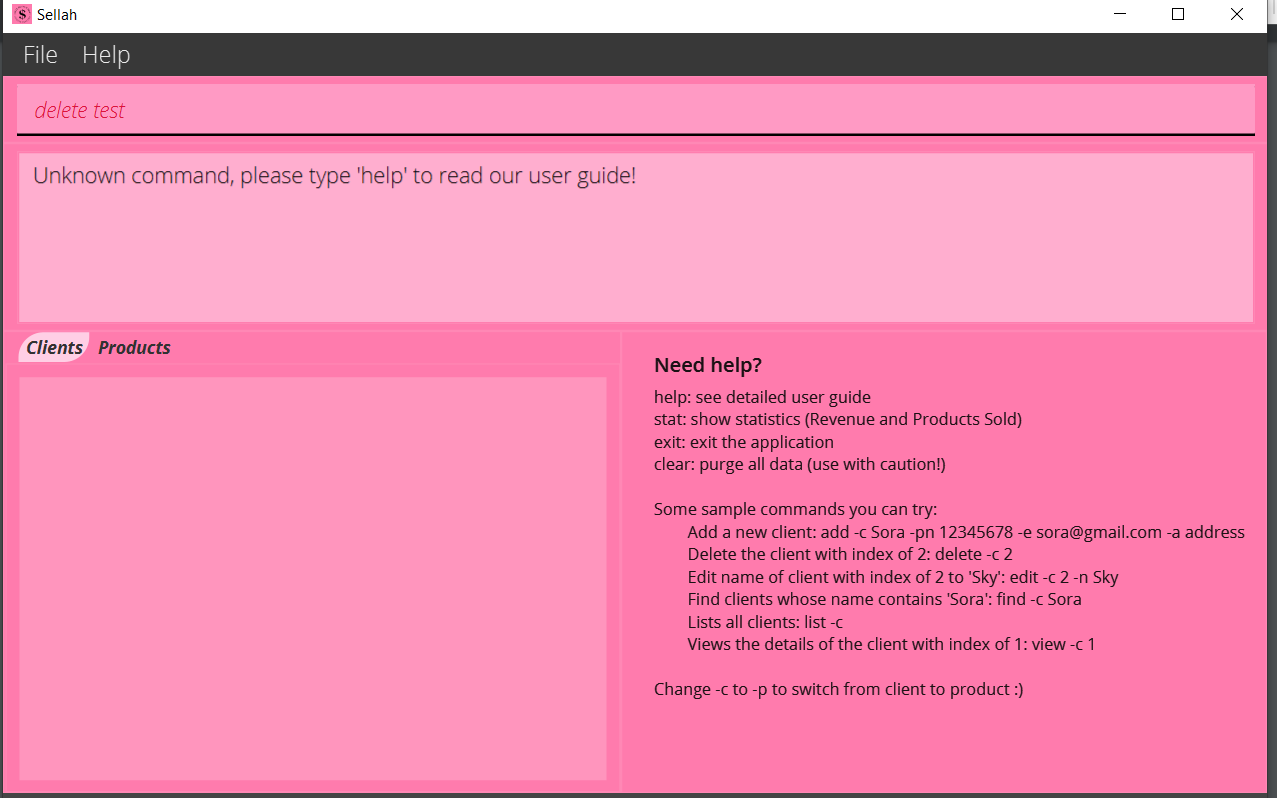 Sellah
File Help
delete test
Unknown command, please type 'help' to read our user guide!
Clients Products
Need help?
help: see detailed user guide
stat: show statistics (Revenue and Products Sold)
exit: exit the application
clear: purge all data (use with caution!)
Some sample commands you can try:
Add a new client: add -c Sora -pn 12345678 -e sora@gmail.com -a address
Delete the client with index of 2: delete -c 2
Edit name of client with index of 2 to 'Sky': edit -c 2 -n Sky
Find clients whose name contains 'Sora': find -c Sora
Lists all clients: list -c
Views the details of the client with index of 1: view -c 1
Change -c to -p to switch from client to product :)